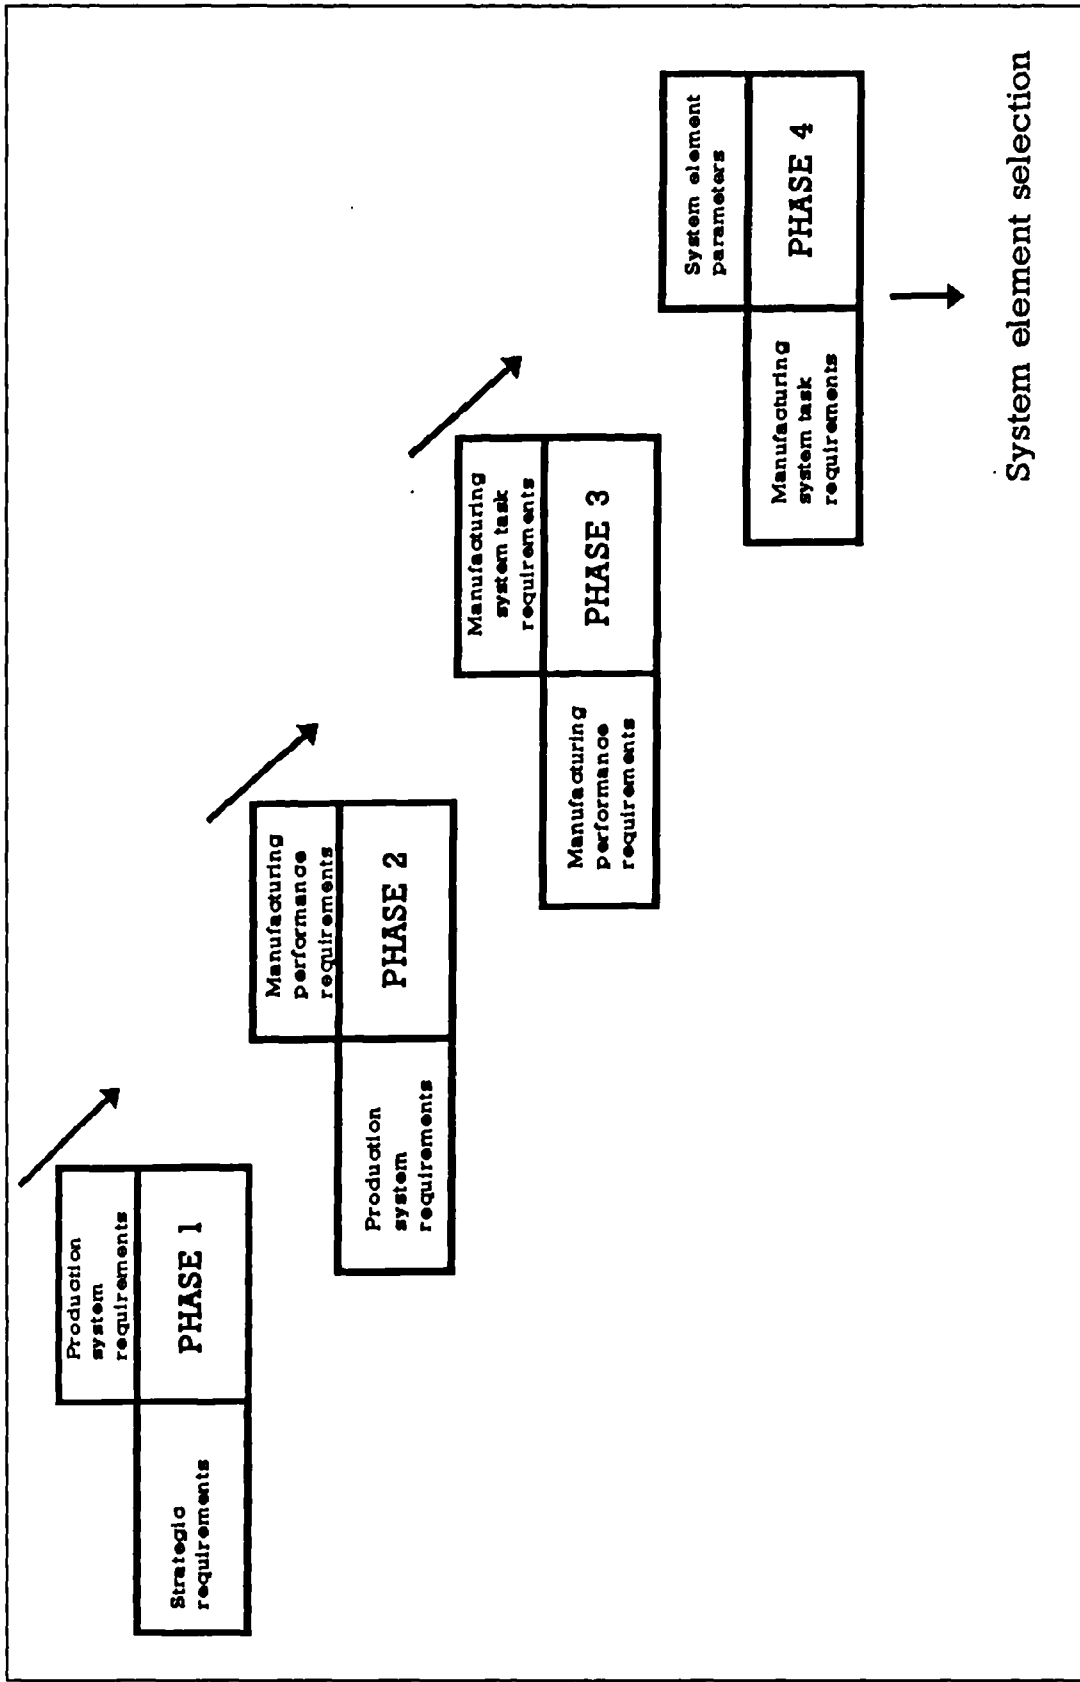 Production
system
requirements
Strategic
requirements
PHASE 1
Manufacturing
performance
requirements
Production
system
requirements
PHASE 2
Manufacturing
system task
requirements
Manufacturing
performance
requirements
PHASE 3
System element
parameters
Manufacturing
system task
requirements
PHASE 4
System element selection